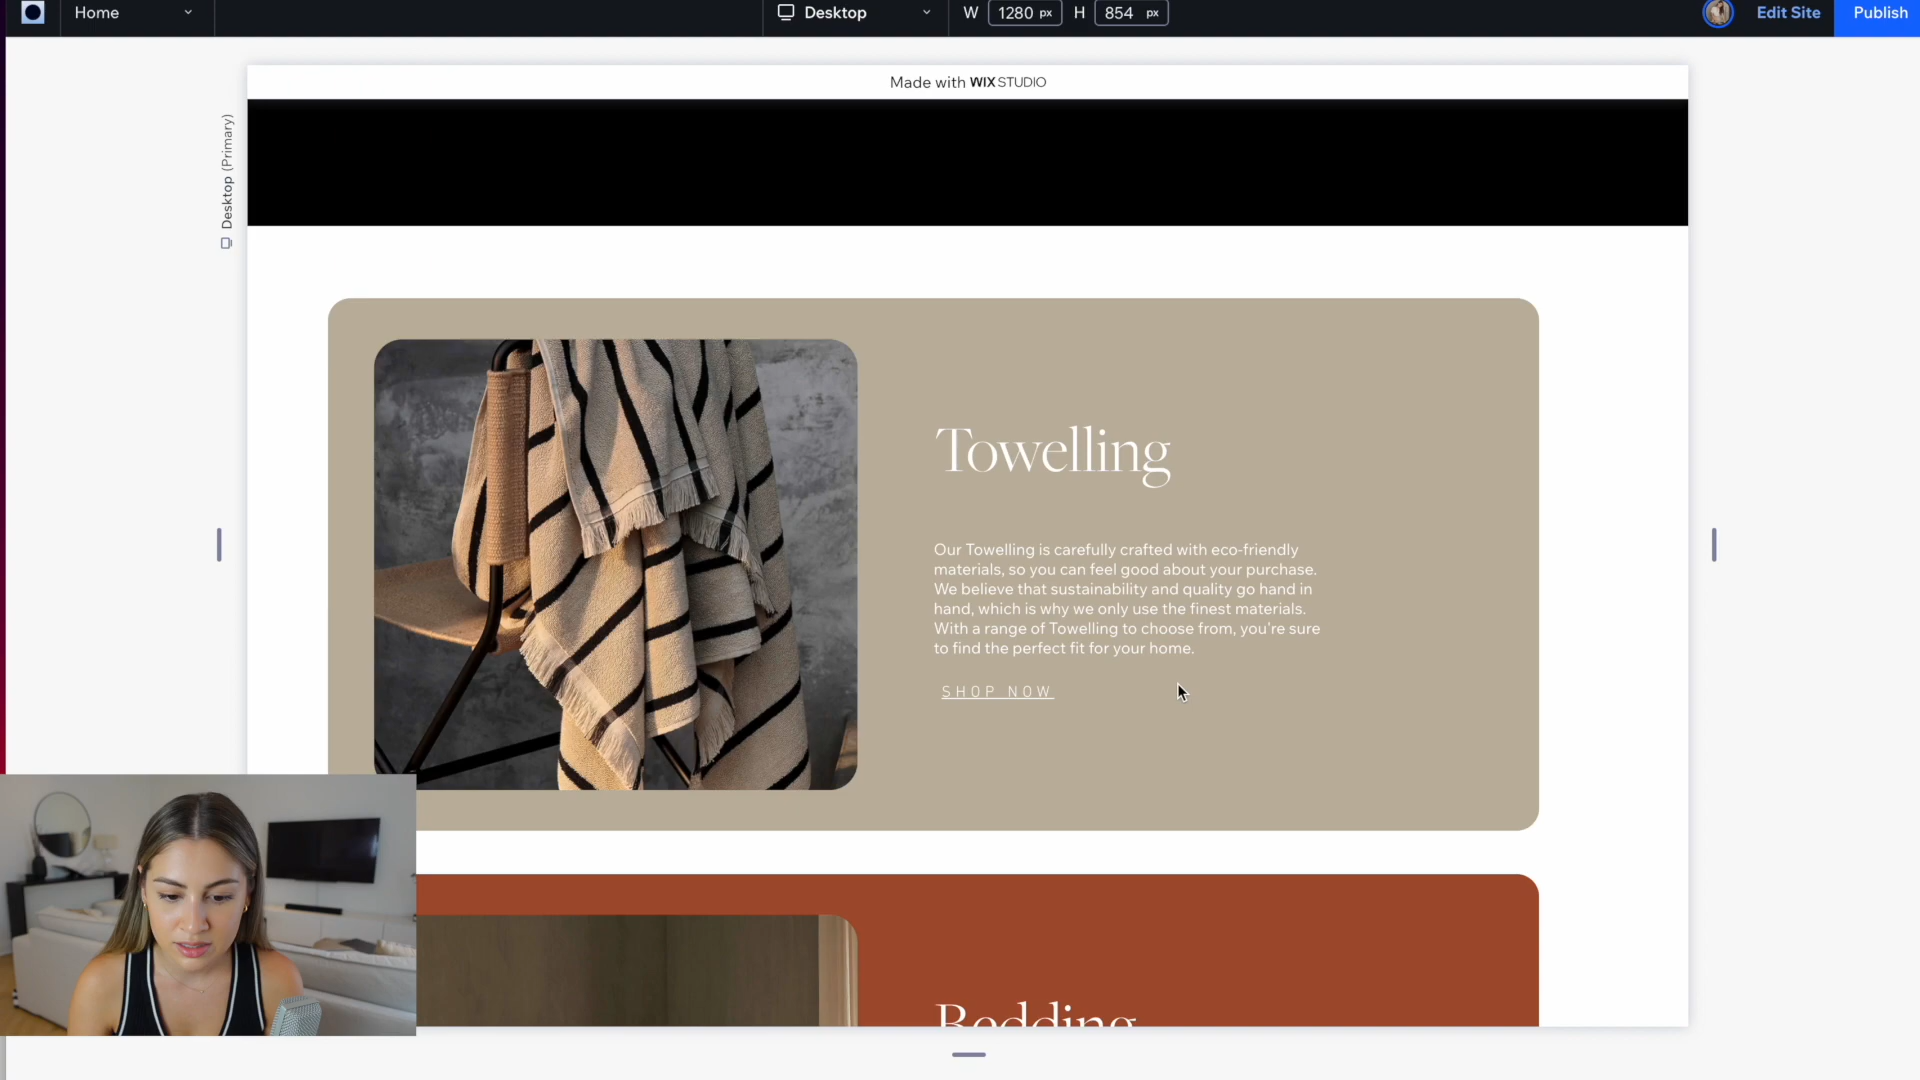 Home
Desktop
W 1280 px H 854 px
Edit Site
Publish
Made with WIX STUDIO
Desktop (Primary)
Towelling
Our Towelling is carefully crafted with eco-friendly
materials, so you can feel good about your purchase.
We believe that sustainability and quality go hand in
hand, which is why we only use the finest materials.
With a range of Towelling to choose from, you're sure
to find the perfect fit for your home.
SHOP NOW
Bedding